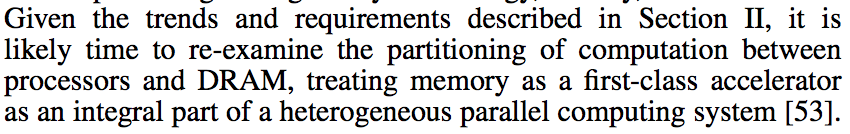 Given the trends and requirements described in Section II, it is
likely time to re-examine the partitioning of computation between
processors and DRAM, treating memory as a first-class accelerator
as an integral part of a heterogeneous parallel computing system [53].